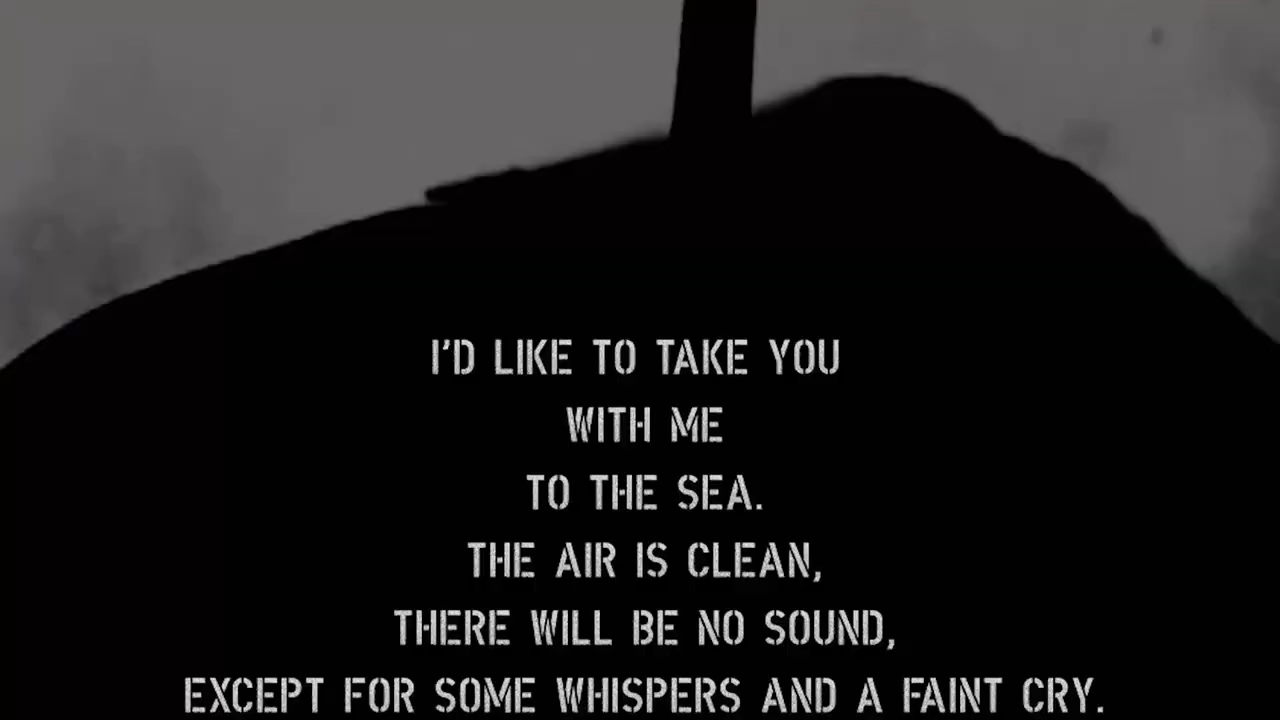 I'D LIKE TO TAKE YOU
WITH ME
TO THE SEA.
THE AIR IS CLEAN,
THERE WILL BE NO SOUND,
EXCEPT FOR SOME WHISPERS AND A FAINT CRY.